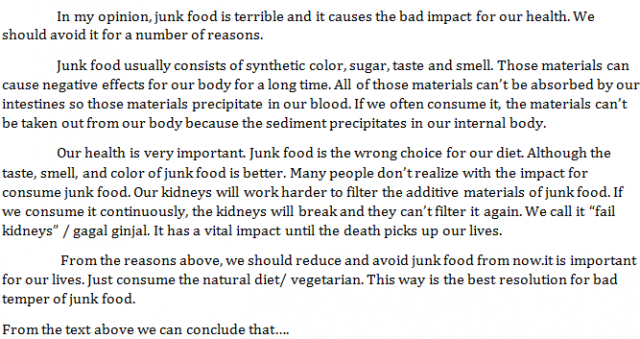 In my opinion, junk food is terrible and it causes the bad impact for our health. We
should avoid it for a number of reasons.
Junk food usually consists of synthetic color, sugar, taste and smell. Those materials can
cause negative effects for our body for a long time. All of those materials can't be absorbed by our
intestines so those materials precipitate in our blood. If we often consume it, the materials can't
be taken out from our body because the sediment precipitates in our internal body.
Our health is very important. Junk food is the wrong choice for our diet. Although the
taste, smell, and color of junk food is better. Many people don't realize with the impact for
consume junk food. Our kidneys will work harder to filter the additive materials of junk food. If
we consume it continuously, the kidneys will break and they can't filter it again. We call it "fail
kidneys" / gagal ginjal. It has a vital impact until the death picks up our lives.
From the reasons above, we should reduce and avoid junk food from now.it is important
for our lives. Just consume the natural diet/ vegetarian. This way is the best resolution for bad
temper of junk food.
From the text above we can conclude that....